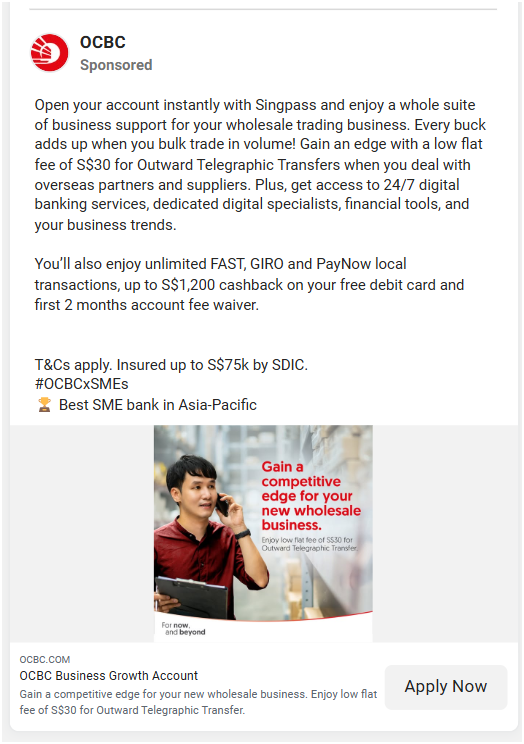 OCBC
Sponsored
Open your account instantly with Singpass and enjoy a whole suite
of business support for your wholesale trading business. Every buck
adds up when you bulk trade in volume! Gain an edge with a low flat
fee of S$30 for Outward Telegraphic Transfers when you deal with
overseas partners and suppliers. Plus, get access to 24/7 digital
banking services, dedicated digital specialists, financial tools, and
your business trends.
You’ll also enjoy unlimited FAST, GIRO and PayNow local
transactions, up to S$1,200 cashback on your free debit card and
first 2 months account fee waiver.
T&Cs apply. Insured up to S$75k by SDIC.
#OCBCxSMEs
🏆 Best SME bank in Asia-Pacific
Gain a
competitive
edge for your
new wholesale
business.
Enjoy low flat fee of S$30 for
Outward Telegraphic Transfer.
For now,
and beyond
OCBC.COM
OCBC Business Growth Account
Gain a competitive edge for your new wholesale business. Enjoy low flat
fee of S$30 for Outward Telegraphic Transfer.
Apply Now